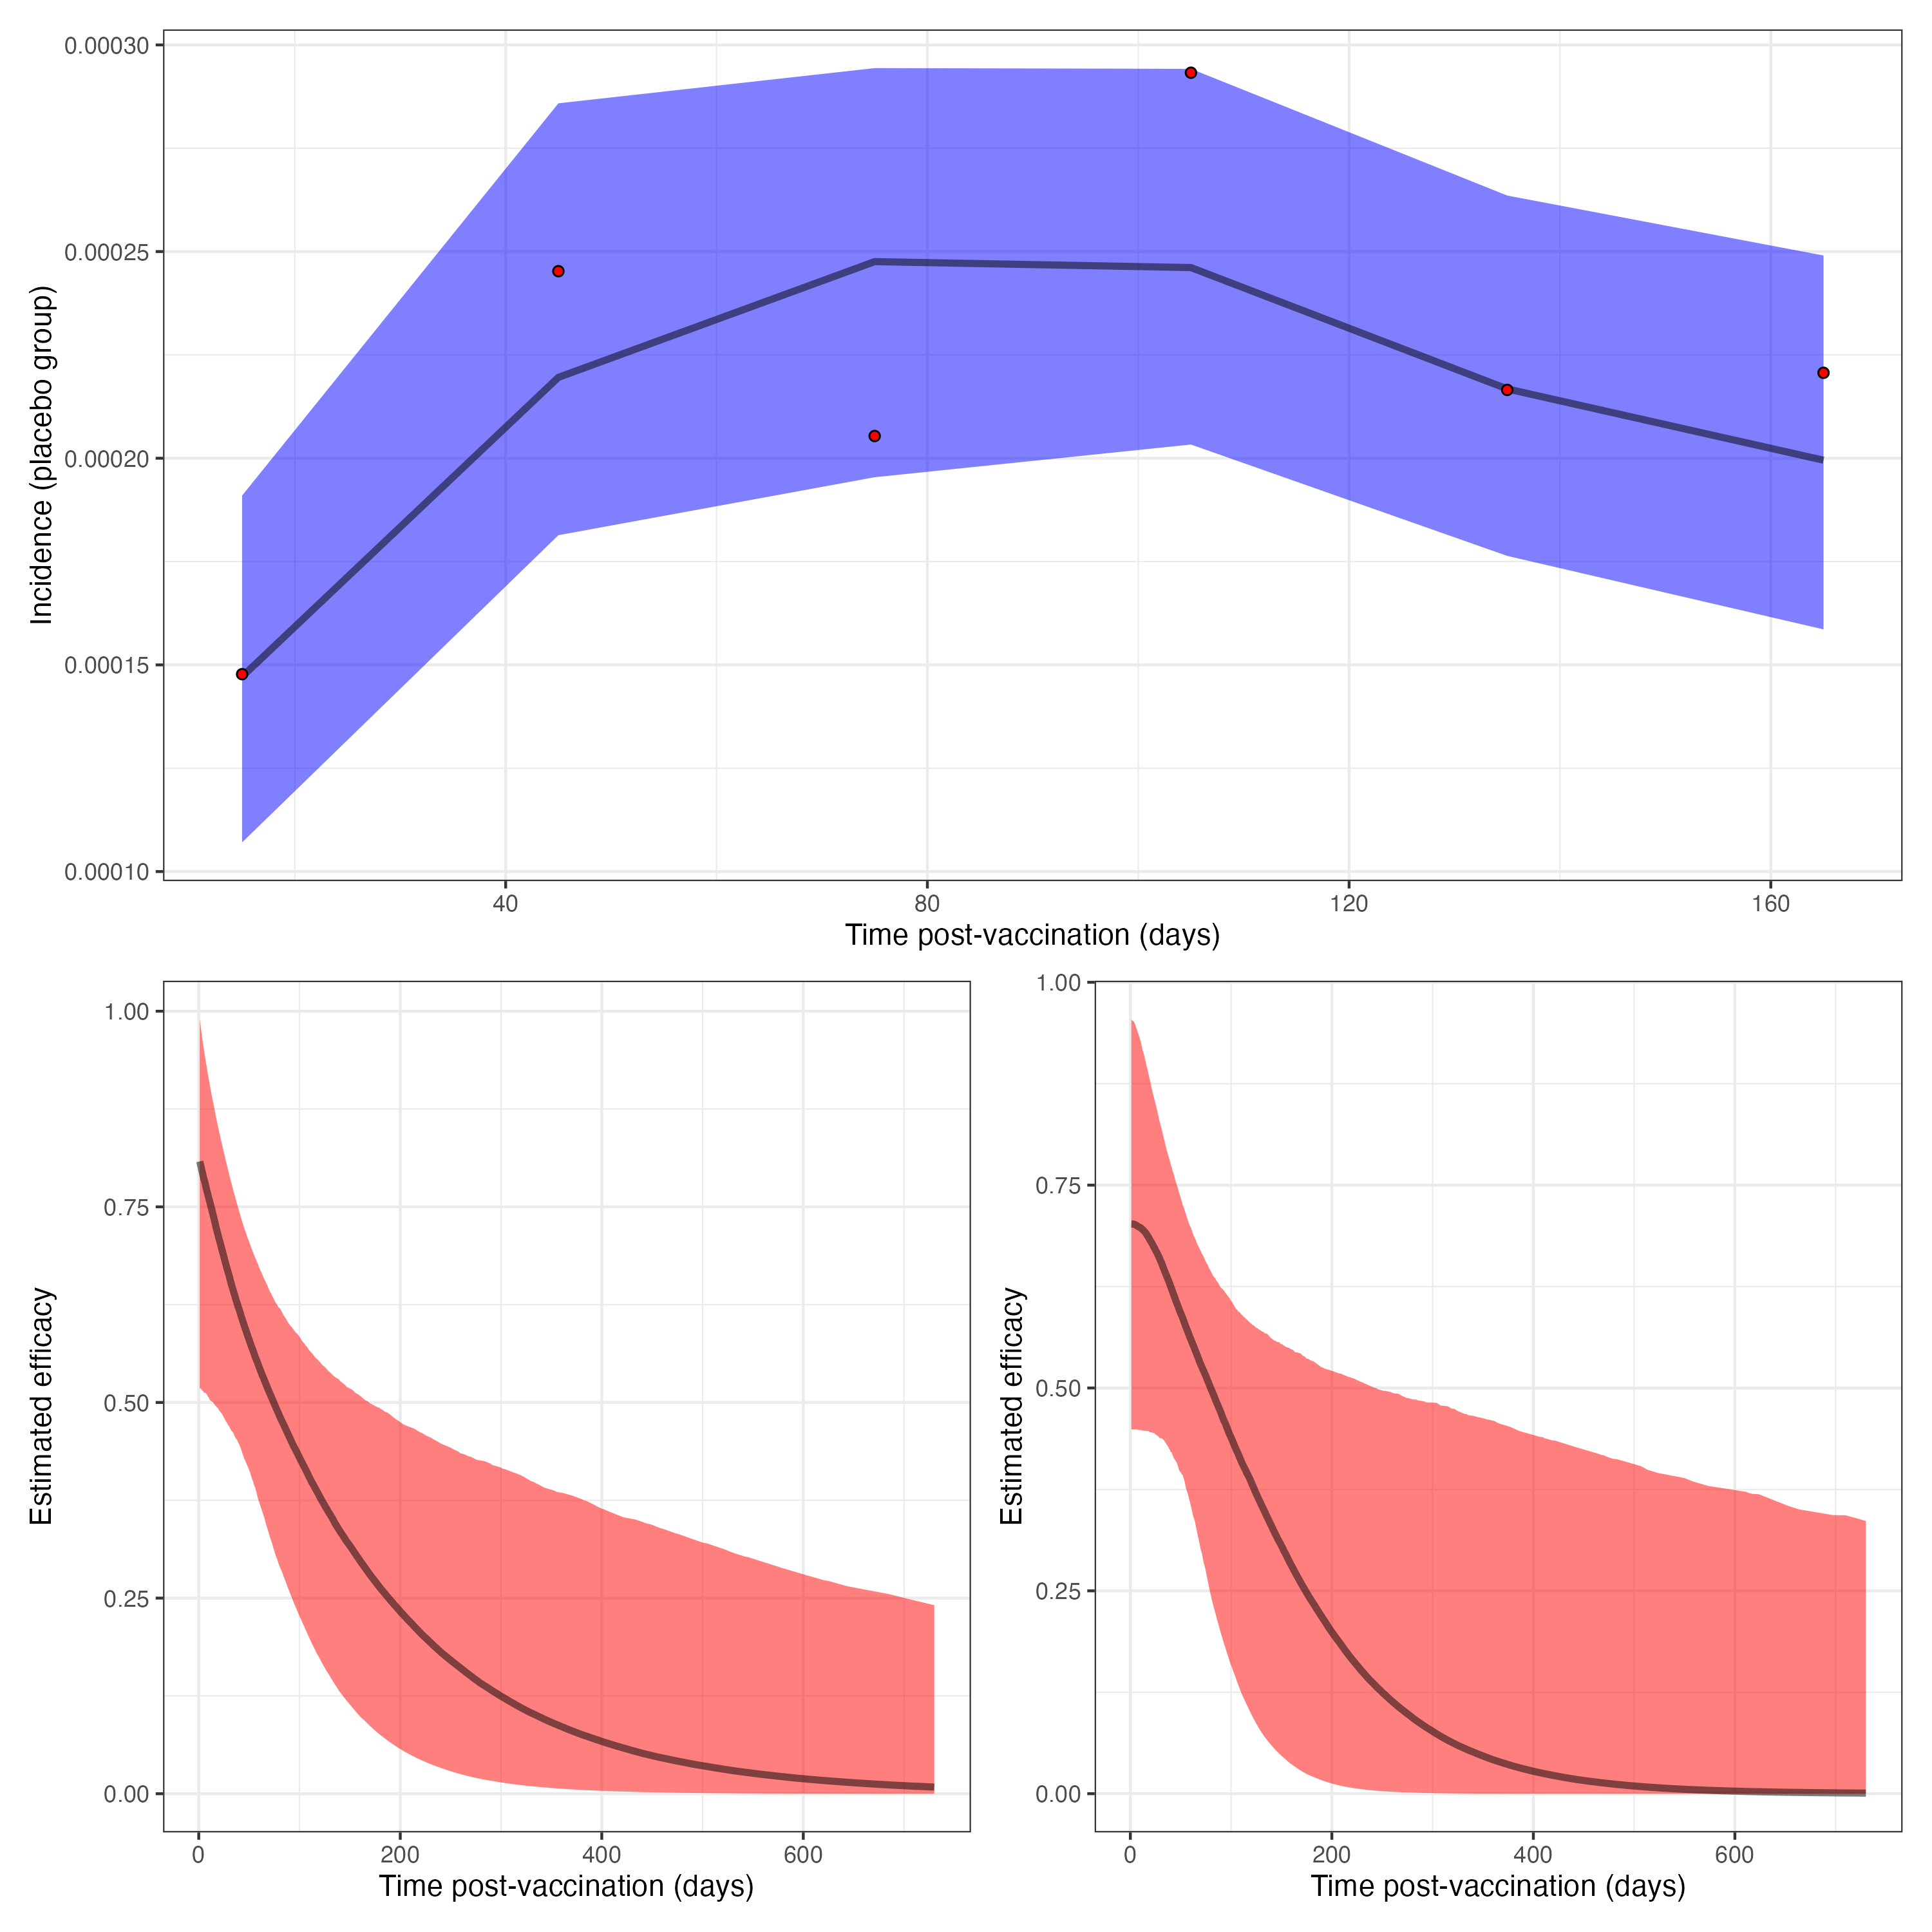 0.00030
0.00025
0.00020
0.00015
0.00010
Incidence (placebo group)
40 80 120 160
Time post-vaccination (days)
1.00
0.75
0.50
0.25
0.00
Estimated efficacy
0 200 400 600
Time post-vaccination (days)
1.00
0.75
0.50
0.25
0.00
Estimated efficacy
0 200 400 600
Time post-vaccination (days)